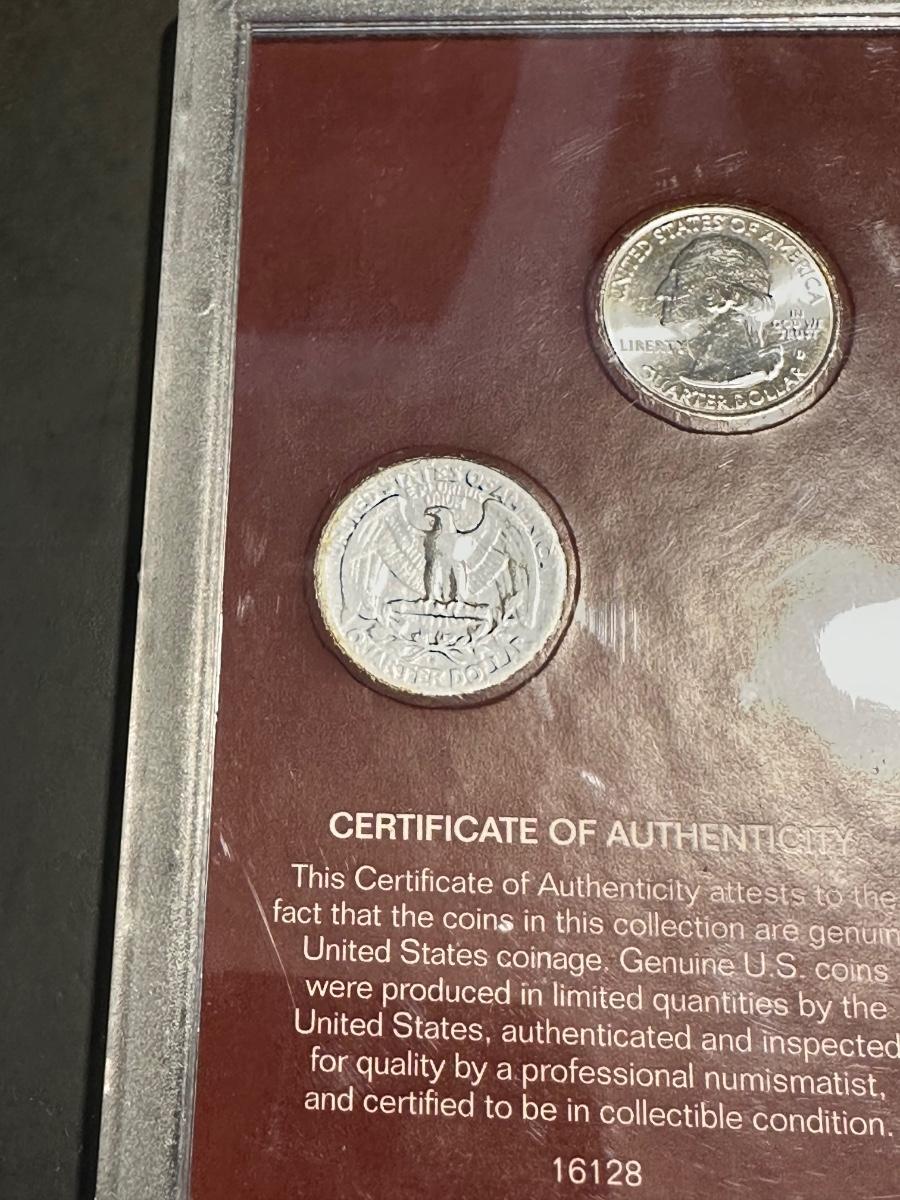 UNITED STATES OF AMERICA
IN
GOD WE
TRUST
LIBERTY
D
QUARTER DOLLAR
UNITED STATES OF AMERICA
E PLURIBUS
UNUM
QUARTER DOLLAR
CERTIFICATE OF AUTHENTICITY
This Certificate of Authenticity attests to the
fact that the coins in this collection are genuin
United States coinage. Genuine U.S. coins
were produced in limited quantities by the
United States, authenticated and inspected
for quality by a professional numismatist,
and certified to be in collectible condition.
16128